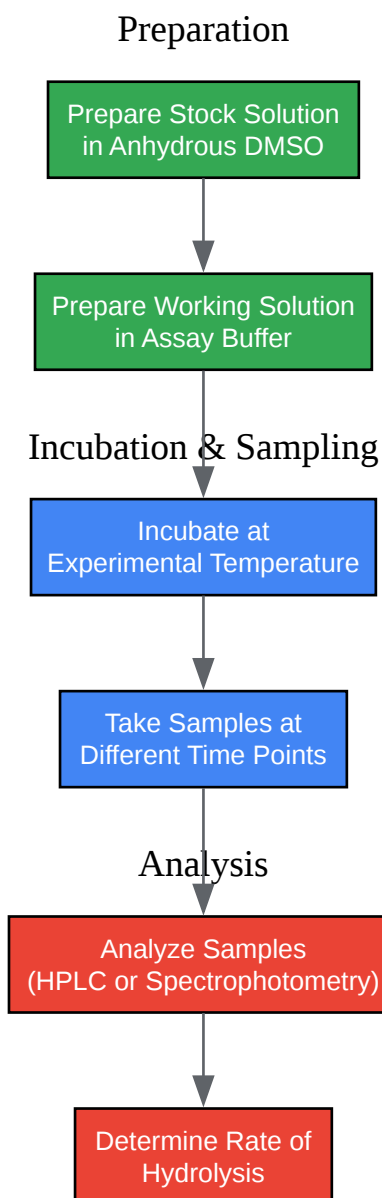 Preparation
Prepare Stock Solution
in Anhydrous DMSO
Prepare Working Solution
in Assay Buffer
Incubation & Sampling
Incubate at
Experimental Temperature
Take Samples at
Different Time Points
Analysis
Analyze Samples
(HPLC or Spectrophotometry)
Determine Rate of
Hydrolysis